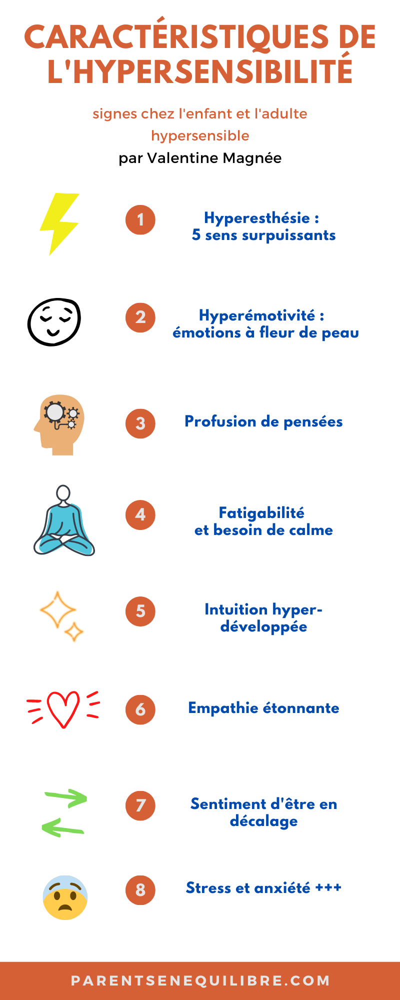 CARACTÉRISTIQUES DE
L'HYPERSENSIBILITÉ
signes chez l'enfant et l'adulte
hypersensible
par Valentine Magnée
1
Hyperesthésie :
5 sens surpuissants
2
Hyperémotivité :
émotions à fleur de peau
3
Profusion de pensées
4
Fatigabilité
et besoin de calme
5
Intuition hyper-
développée
6
Empathie étonnante
7
Sentiment d'être en
décalage
8
Stress et anxiété +++
PARENTSENEQUILIBRE.COM